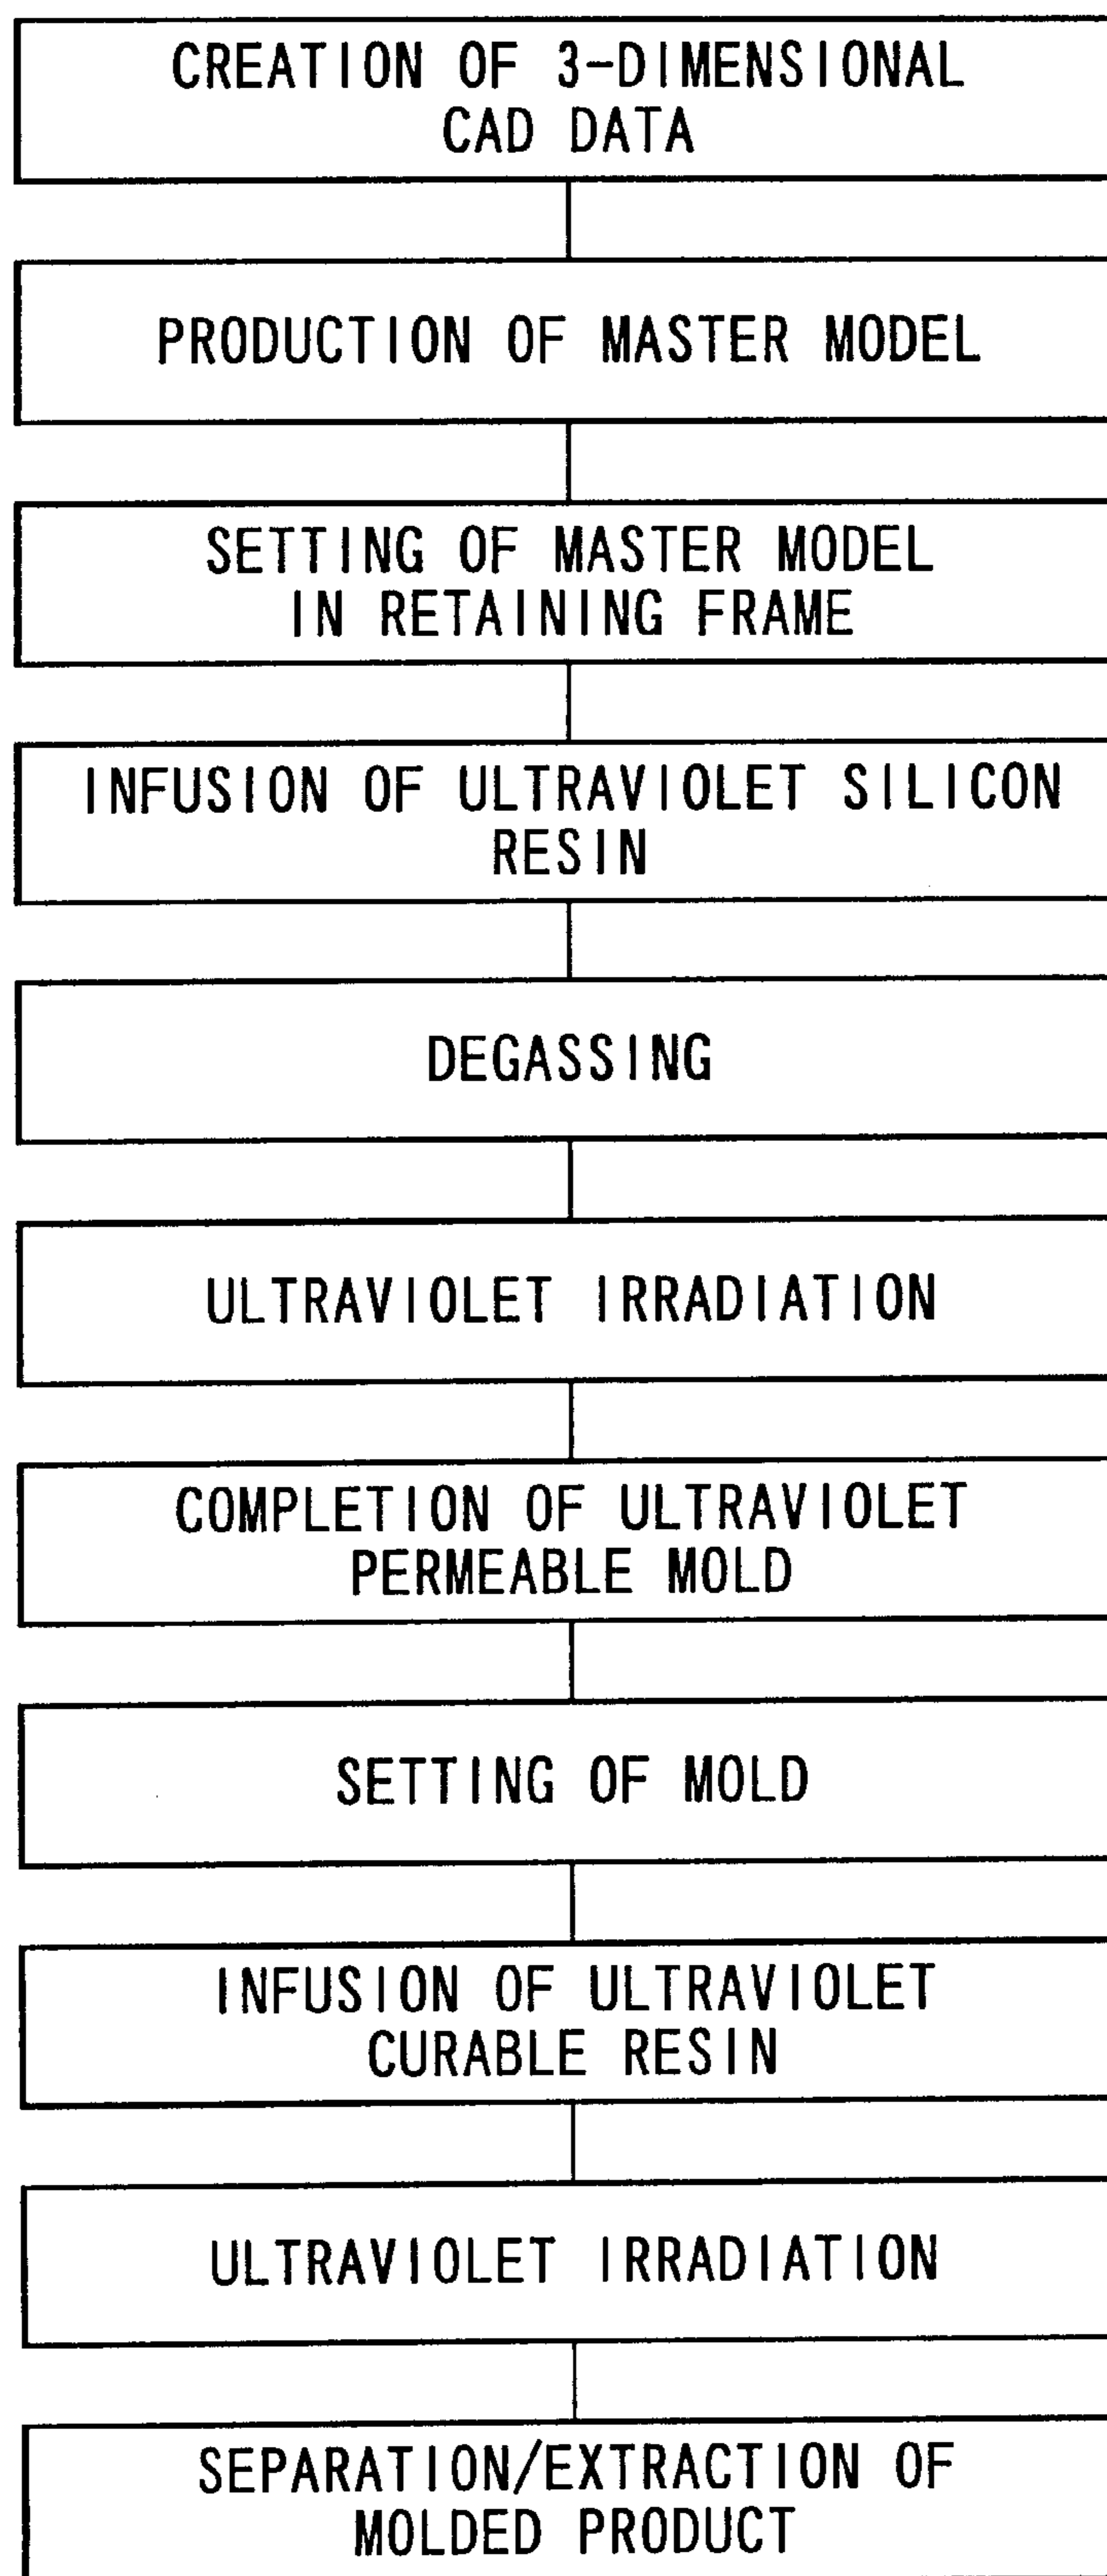 CREATION OF 3-DIMENSIONAL
CAD DATA
PRODUCTION OF MASTER MODEL
SETTING OF MASTER MODEL
IN RETAINING FRAME
INFUSION OF ULTRAVIOLET SILICON
RESIN
DEGASSING
ULTRAVIOLET IRRADIATION
COMPLETION OF ULTRAVIOLET
PERMEABLE MOLD
SETTING OF MOLD
INFUSION OF ULTRAVIOLET
CURABLE RESIN
ULTRAVIOLET IRRADIATION
SEPARATION/EXTRACTION OF
MOLDED PRODUCT